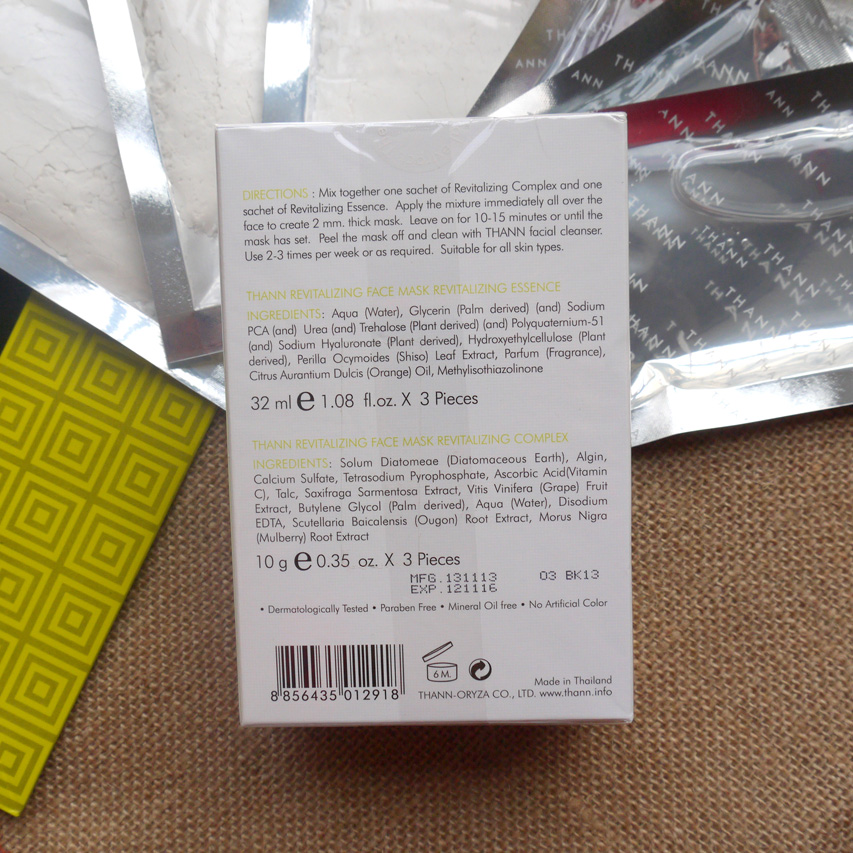 THANN
DIRECTIONS : Mix together one sachet of Revitalizing Complex and one
sachet of Revitalizing Essence. Apply the mixture immediately all over the
face to create 2 mm. thick mask. Leave on for 10-15 minutes or until the
mask has set. Peel the mask off and clean with THANN facial cleanser.
Use 2-3 times per week or as required. Suitable for all skin types.
THANN REVITALIZING FACE MASK REVITALIZING ESSENCE
INGREDIENTS: Aqua (Water), Glycerin (Palm derived) (and) Sodium
PCA (and) Urea (and) Trehalose (Plant derived) (and) Polyquaternium-51
(and) Sodium Hyaluronate (Plant derived), Hydroxyethylcellulose (Plant
derived), Perilla Ocymoides (Shiso) Leaf Extract, Parfum (Fragrance),
Citrus Aurantium Dulcis (Orange) Oil, Methylisothiazolinone
32 ml e 1.08 fl.oz. X 3 Pieces
THANN REVITALIZING FACE MASK REVITALIZING COMPLEX
INGREDIENTS: Solum Diatomeae (Diatomaceous Earth), Algin,
Calcium Sulfate, Tetrasodium Pyrophosphate, Ascorbic Acid(Vitamin
C), Talc, Saxifraga Sarmentosa Extract, Vitis Vinifera (Grape) Fruit
Extract, Butylene Glycol (Palm derived), Aqua (Water), Disodium
EDTA, Scutellaria Baicalensis (Ougon) Root Extract, Morus Nigra
(Mulberry) Root Extract
10 g e 0.35 oz. X 3 Pieces
MFG.131113 03 BK13
EXP.121116
• Dermatologically Tested • Paraben Free • Mineral Oil free • No Artificial Color
8 856435 012918
6 M.
Made in Thailand
THANN-ORYZA CO., LTD. www.thann.info